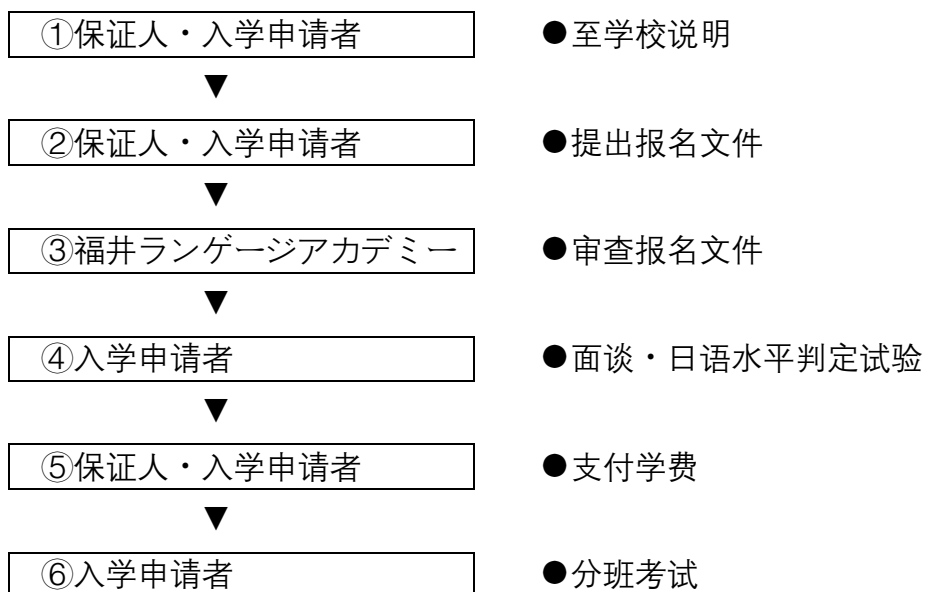 ①保证人・入学申请者 ●至学校说明
▼
②保证人・入学申请者 ●提出报名文件
▼
③福井ランゲージアカデミー ●审查报名文件
▼
④入学申请者 ●面谈・日语水平判定试验
▼
⑤保证人・入学申请者 ●支付学费
▼
⑥入学申请者 ●分班考试